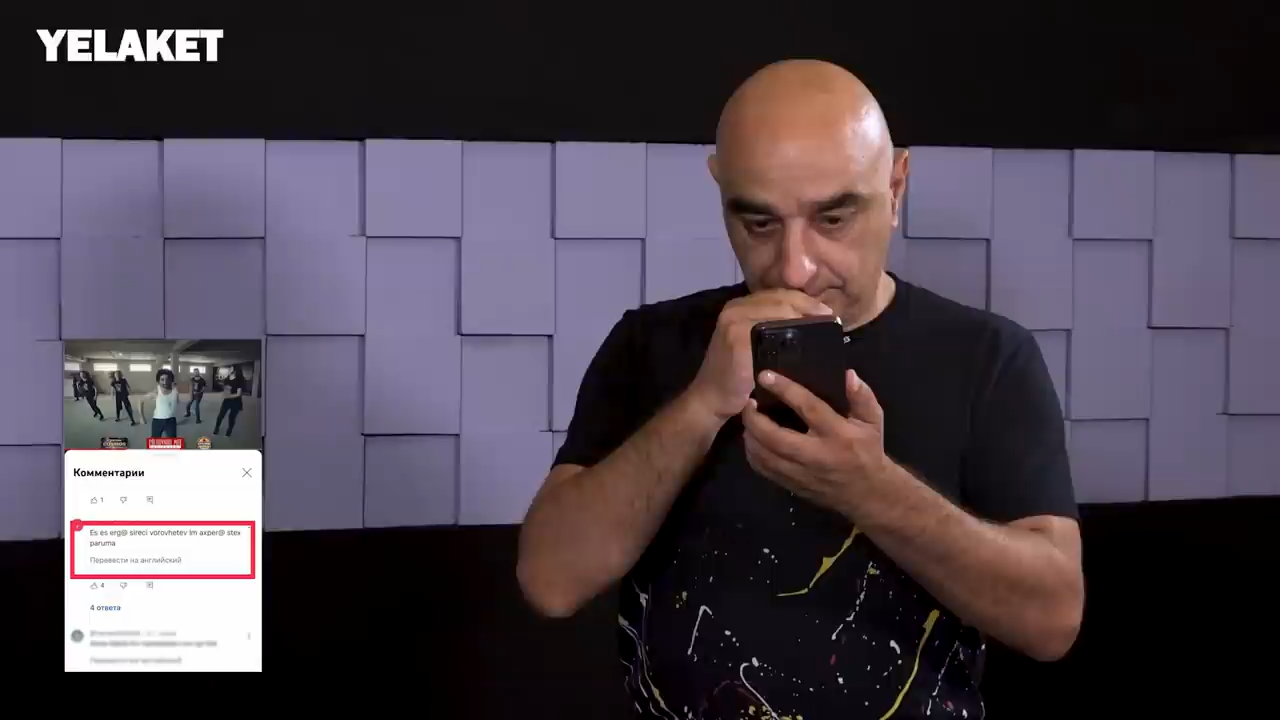 YELAKET
Комментарии
1
Es es erg@ sireci vorovhetev im axper@ stex
paruma
Перевести на английский
4
4 ответа